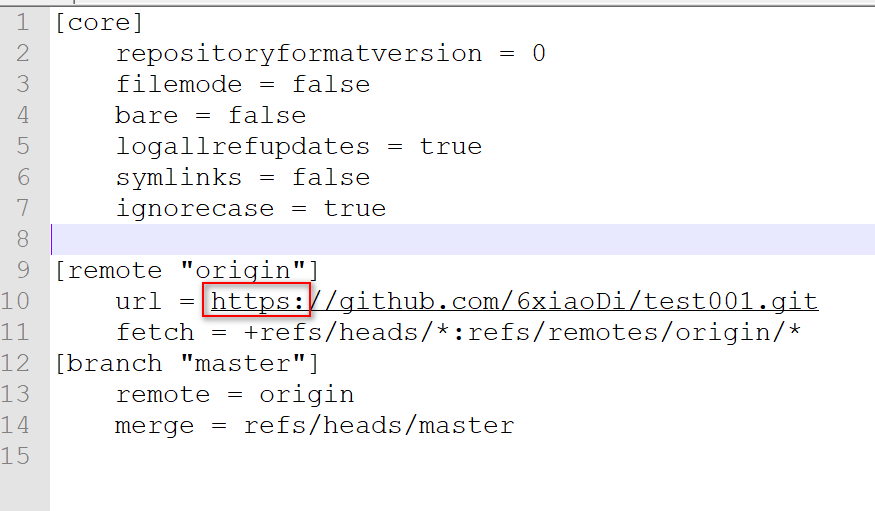 1 [core]
2 repositoryformatversion = 0
3 filemode = false
4 bare = false
5 logallrefupdates = true
6 symlinks = false
7 ignorecase = true
8
9 [remote "origin"]
10 url = https://github.com/6xiaoDi/test001.git
11 fetch = +refs/heads/*:refs/remotes/origin/*
12 [branch "master"]
13 remote = origin
14 merge = refs/heads/master
15